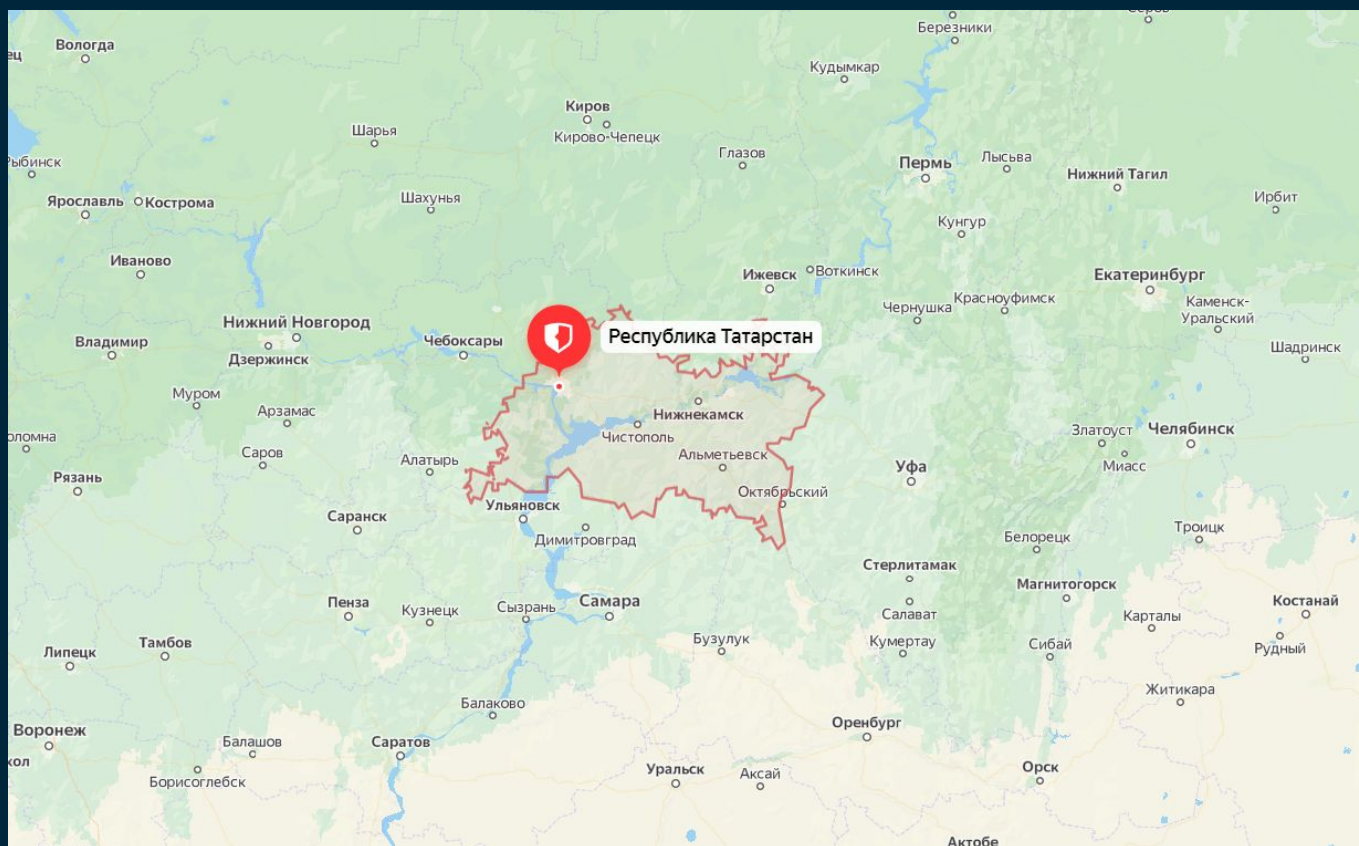 Березники
Вологда
Кудымкар
Киров
Кирово-Чепецк
Шарья
Глазов
Пермь
Лысьва
Нижний Тагил
Ярославль
Кострома
Шахунья
Кунгур
Ирбит
Иваново
Ижевск
Воткинск
Екатеринбург
Чернушка
Красноуфимск
Каменск-
Уральский
Нижний Новгород
Дзержинск
Владимир
Чебоксары
Республика Татарстан
Шадринск
Муром
Арзамас
Нижнекамск
Чистополь
Златоуст
Челябинск
Миасс
Саров
Алатырь
Альметьевск
Уфа
Рязань
Октябрьский
Ульяновск
Саранск
Димитровград
Троицк
Белорецк
Стерлитамак
Магнитогорск
Пенза
Кузнецк
Сызрань
Самара
Салават
Карталы
Костанай
Тамбов
Липецк
Бузулук
Кумертау
Сибай
Рудный
Житикара
Балаково
Воронеж
Балашов
Саратов
Оренбург
Борисоглебск
Уральск
Аксай
Орск
Актобе